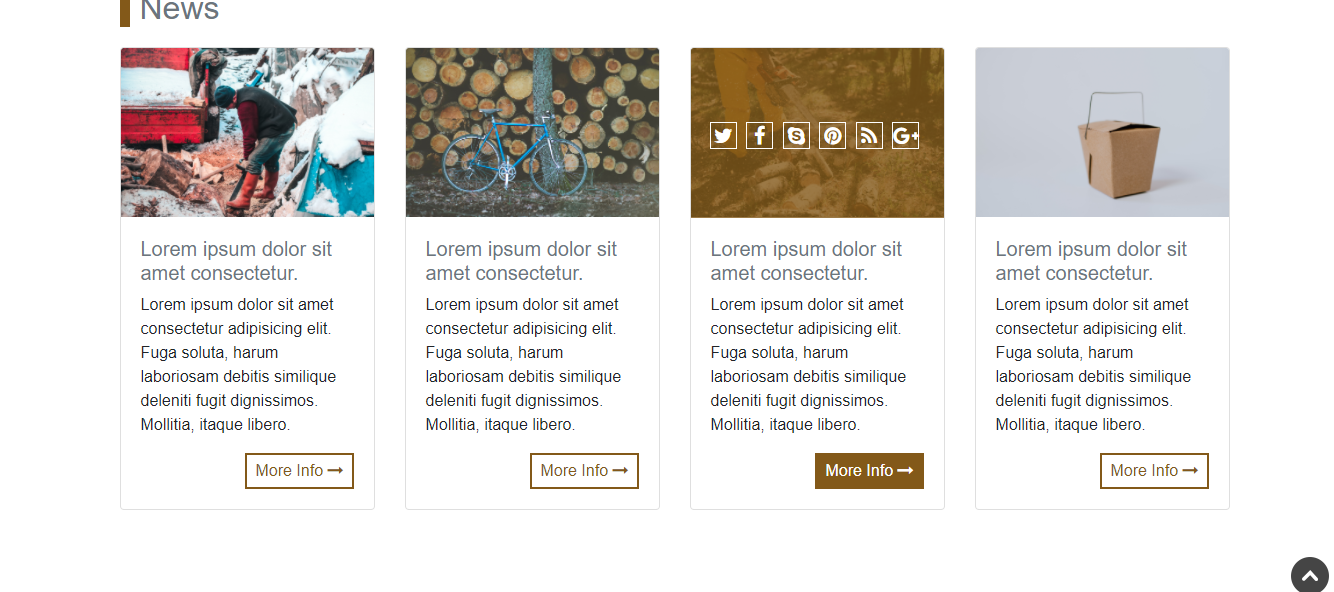 News
Lorem ipsum dolor sit
amet consectetur.
Lorem ipsum dolor sit amet
consectetur adipisicing elit.
Fuga soluta, harum
laboriosam debitis similique
deleniti fugit dignissimos.
Mollitia, itaque libero.
More Info
Lorem ipsum dolor sit
amet consectetur.
Lorem ipsum dolor sit amet
consectetur adipisicing elit.
Fuga soluta, harum
laboriosam debitis similique
deleniti fugit dignissimos.
Mollitia, itaque libero.
More Info
Lorem ipsum dolor sit
amet consectetur.
Lorem ipsum dolor sit amet
consectetur adipisicing elit.
Fuga soluta, harum
laboriosam debitis similique
deleniti fugit dignissimos.
Mollitia, itaque libero.
More Info
Lorem ipsum dolor sit
amet consectetur.
Lorem ipsum dolor sit amet
consectetur adipisicing elit.
Fuga soluta, harum
laboriosam debitis similique
deleniti fugit dignissimos.
Mollitia, itaque libero.
More Info